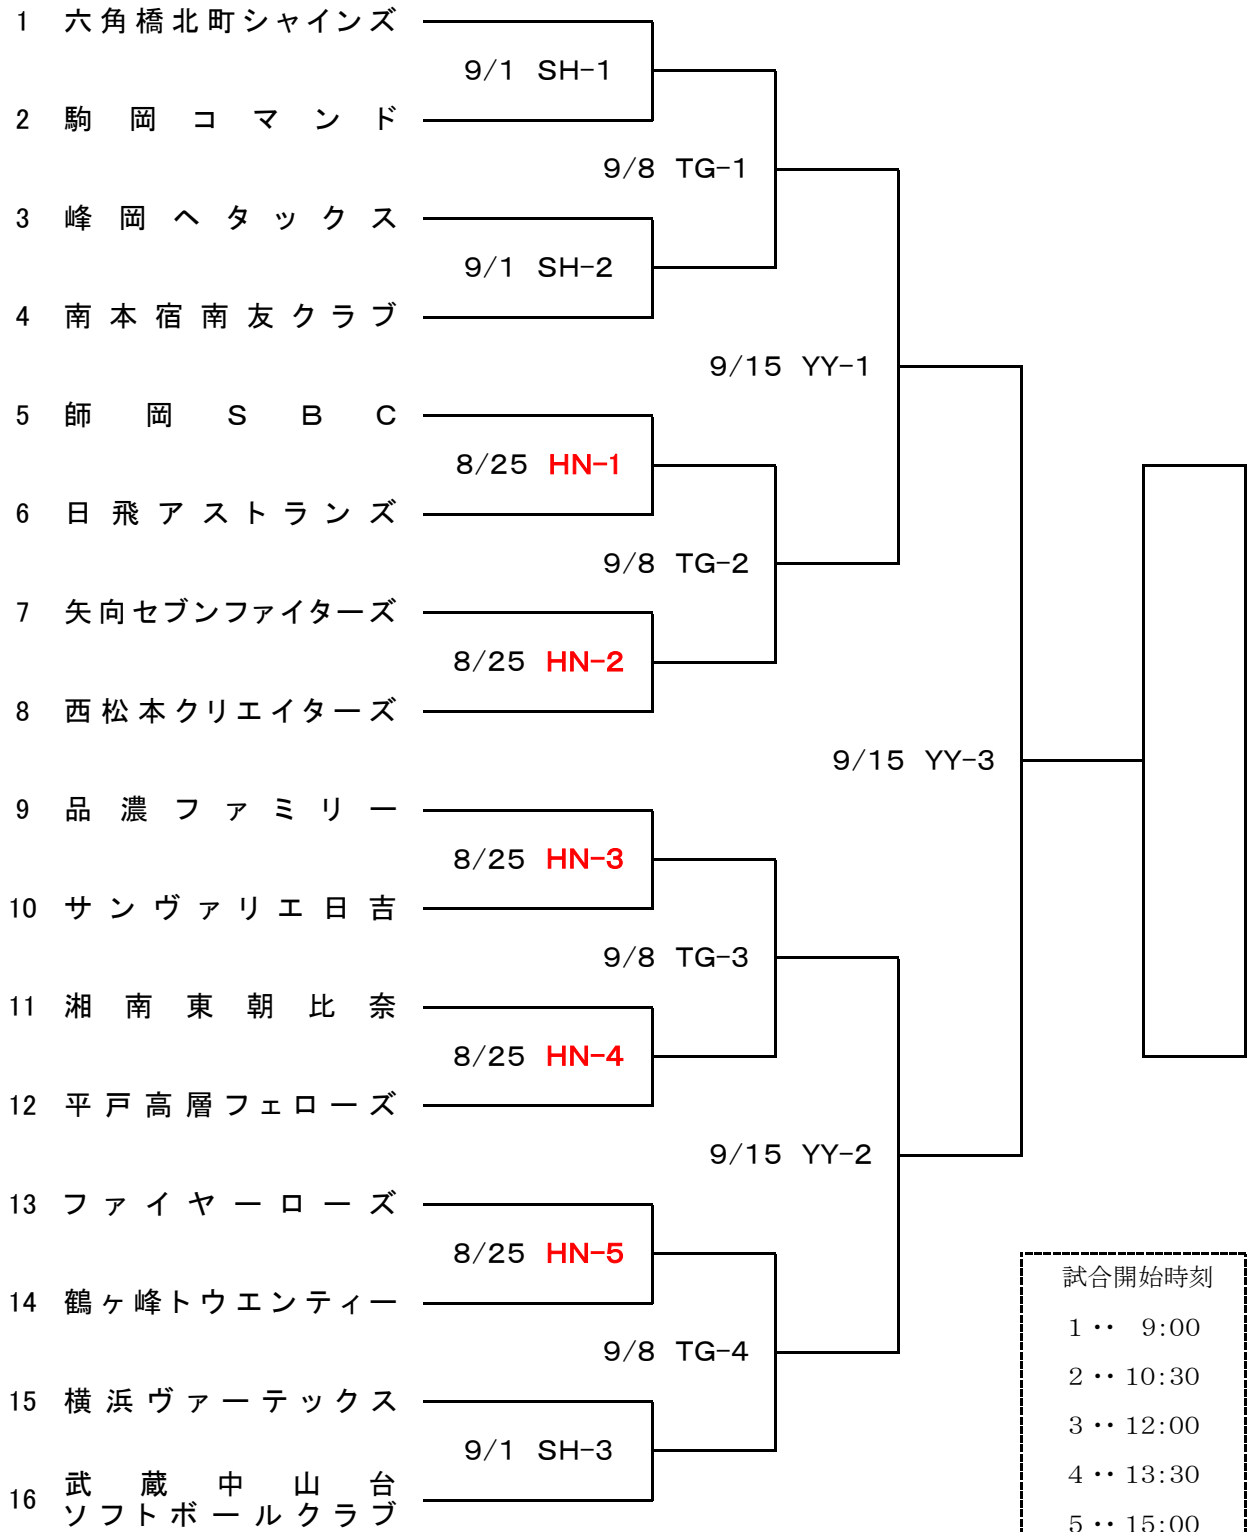 1 六角橋北町シャインズ
9/1 SH-1
2 駒岡コマンド
9/8 TG-1
3 峰岡ヘタックス
9/1 SH-2
4 南本宿南友クラブ
9/15 YY-1
5 師岡SBC
8/25 HN-1
6 日飛アストランズ
9/8 TG-2
7 矢向セブンファイターズ
8/25 HN-2
8 西松本クリエイターズ
9/15 YY-3
9 品濃ファミリー
8/25 HN-3
10 サンヴァリエ日吉
9/8 TG-3
11 湘南東朝比奈
8/25 HN-4
12 平戸高層フェローズ
9/15 YY-2
13 ファイヤーローズ
8/25 HN-5
14 鶴ヶ峰トウエンティー
9/8 TG-4
15 横浜ヴァーテックス
9/1 SH-3
16 武蔵中山台
ソフトボールクラブ
試合開始時刻
1‥ 9:00
2‥10:30
3‥12:00
4‥13:30
5‥15:00